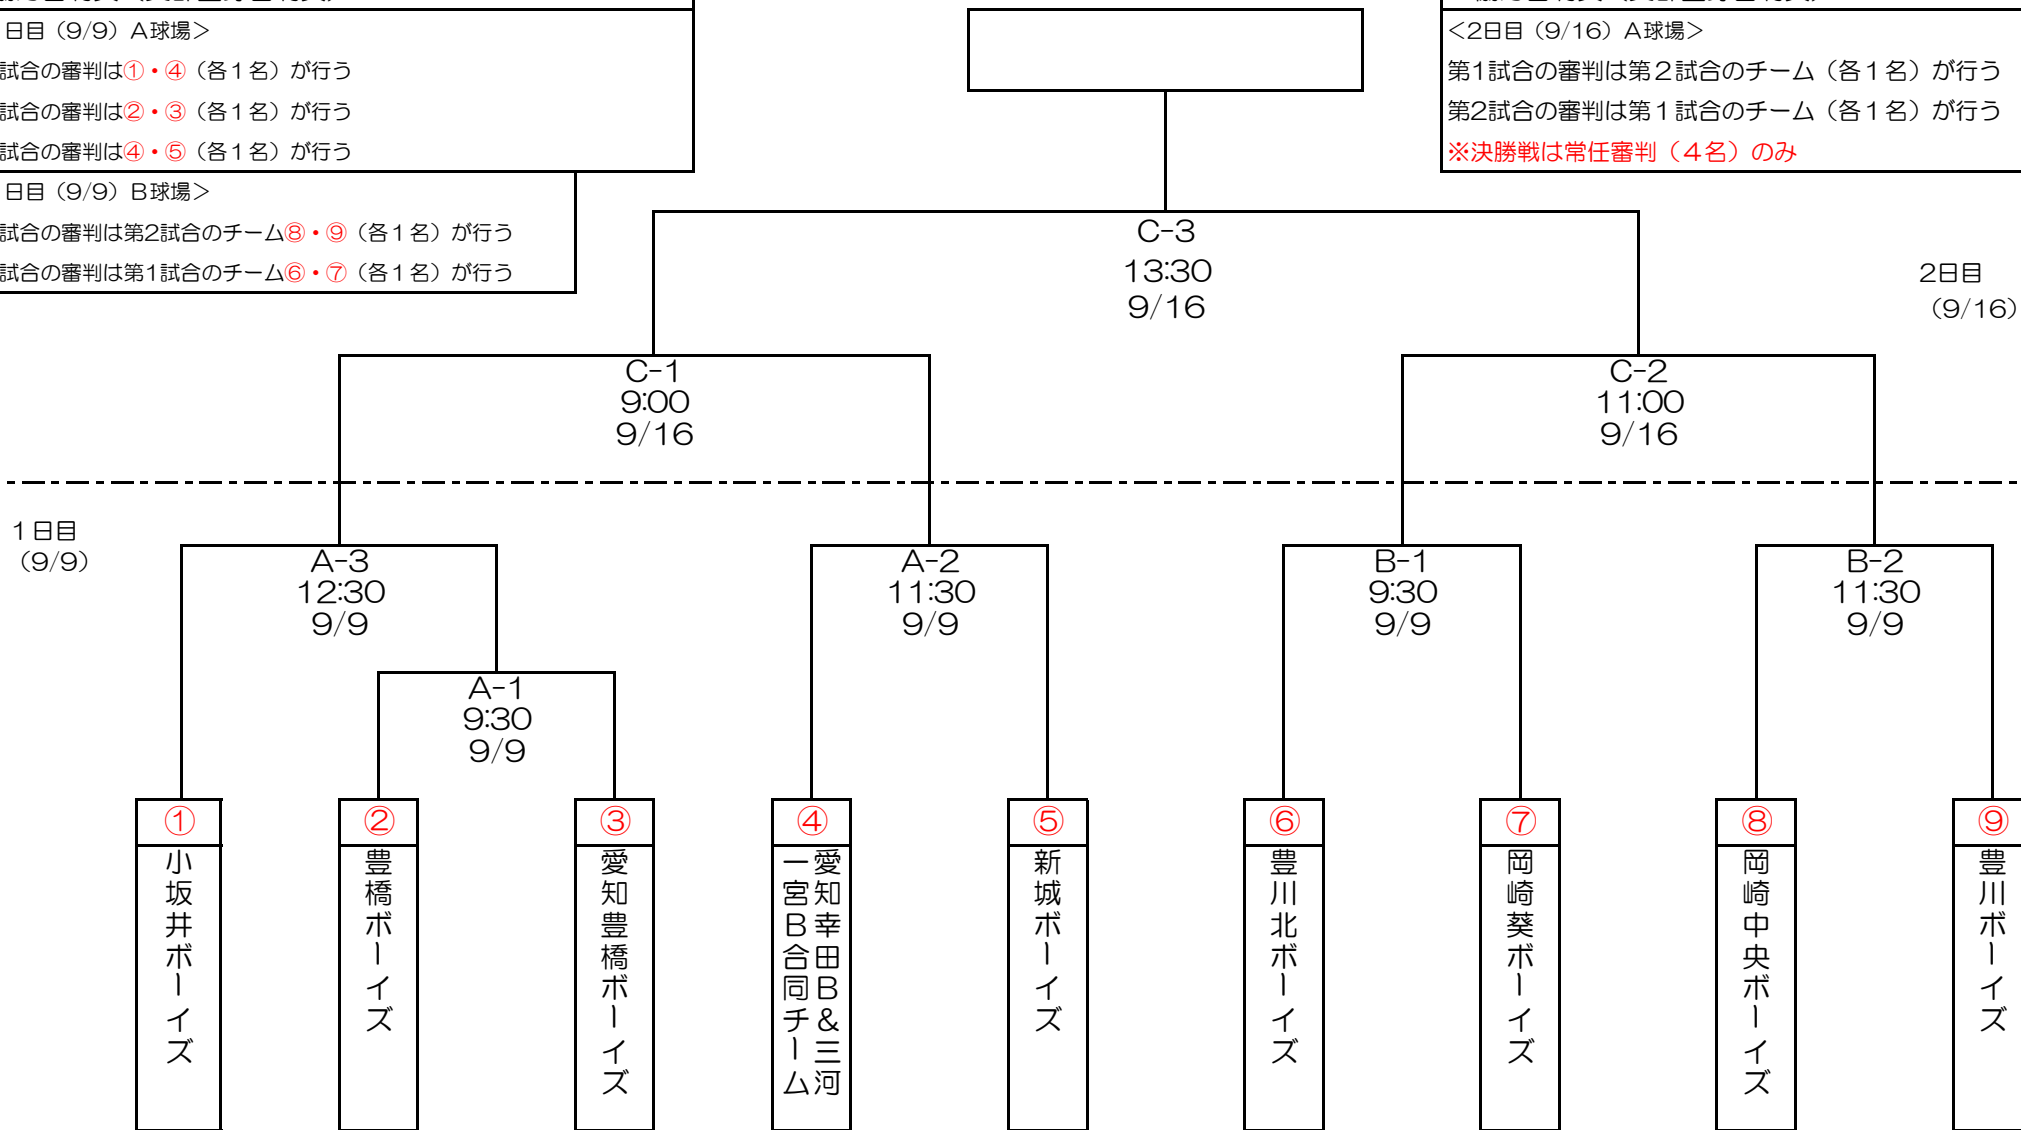 日目（9/9）Ａ球場＞
試合の審判は①・④（各１名）が行う
試合の審判は②・③（各１名）が行う
試合の審判は④・⑤（各１名）が行う
日目（9/9）Ｂ球場＞
試合の審判は第2試合のチーム⑧・⑨（各１名）が行う
試合の審判は第1試合のチーム⑥・⑦（各１名）が行う
＜2日目（9/16）Ａ球場＞
第1試合の審判は第２試合のチーム（各１名）が行う
第2試合の審判は第１試合のチーム（各１名）が行う
※決勝戦は常任審判（４名）のみ
C-3
13:30
9/16
2日目
（9/16）
C-1
9:00
9/16
C-2
11:00
9/16
１日目
（9/9）
A-3
12:30
9/9
A-2
11:30
9/9
B-1
9:30
9/9
B-2
11:30
9/9
A-1
9:30
9/9
①
小坂井ボーイズ
②
豊橋ボーイズ
③
愛知豊橋ボーイズ
④
愛知幸田Ｂ＆三河
一宮Ｂ合同チーム
⑤
新城ボーイズ
⑥
豊川北ボーイズ
⑦
岡崎葵ボーイズ
⑧
岡崎中央ボーイズ
⑨
豊川ボーイズ